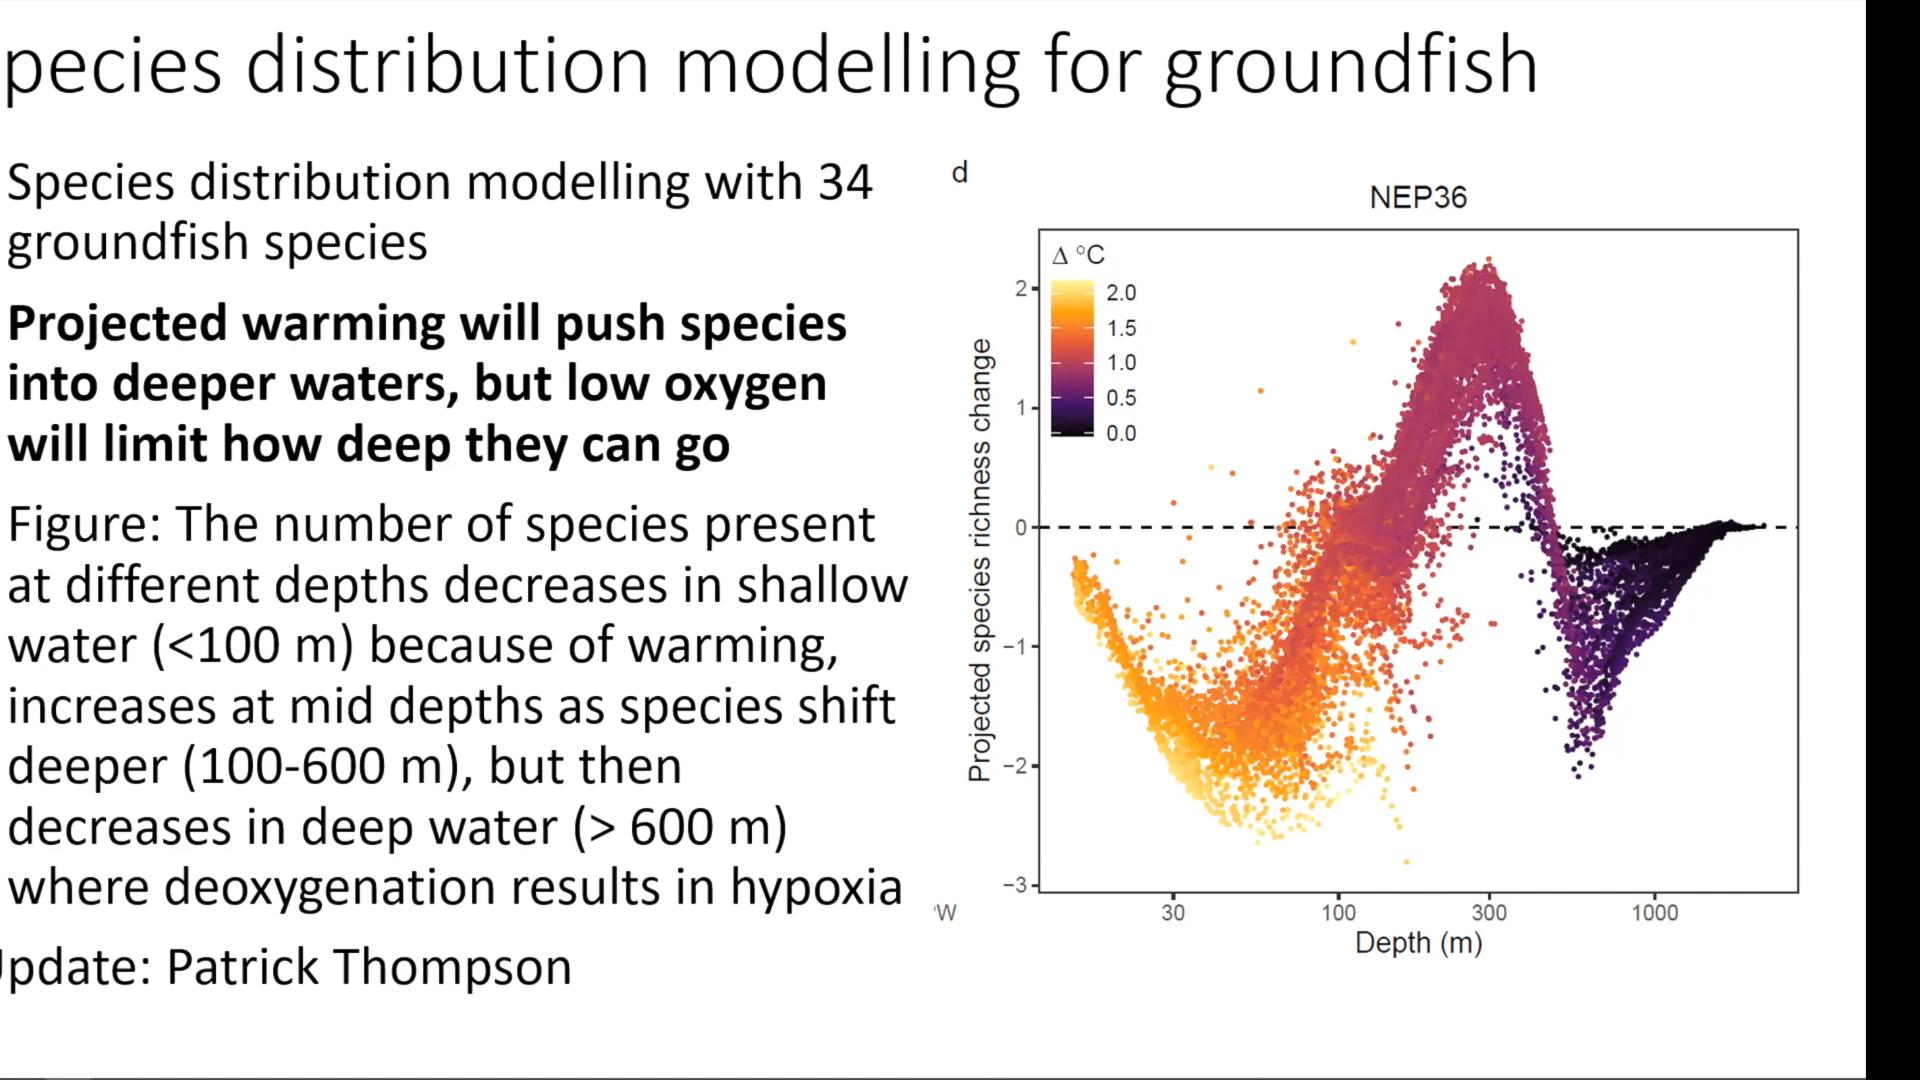 pecies distribution modelling for groundfish
Species distribution modelling with 34
groundfish species
Projected warming will push species
into deeper waters, but low oxygen
will limit how deep they can go
Figure: The number of species present
at different depths decreases in shallow
water (<100 m) because of warming,
increases at mid depths as species shift
deeper (100-600 m), but then
decreases in deep water (> 600 m)
where deoxygenation results in hypoxia
Update: Patrick Thompson
d
NEP36
Δ °C
2.0
1.5
1.0
0.5
0.0
Projected species richness change
2
1
0
−1
−2
−3
30 100 300 1000
Depth (m)
W